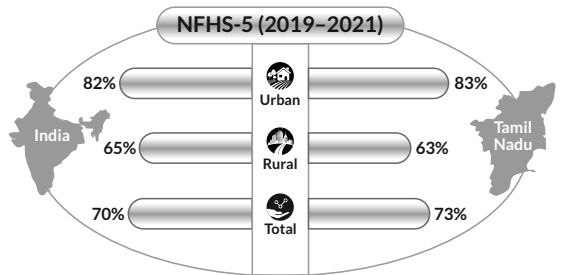 NFHS-5 (2019–2021)
82%
Urban
83%
India
65%
Rural
63%
Tamil
Nadu
70%
Total
73%